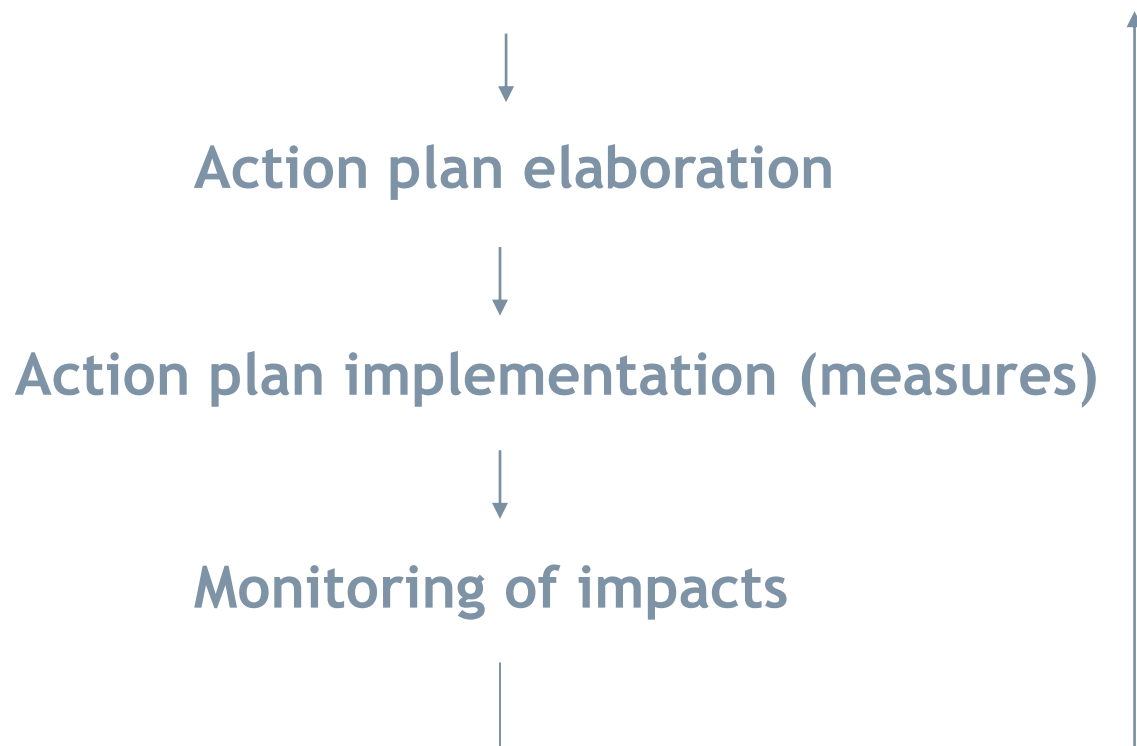 Action plan elaboration
Action plan implementation (measures)
Monitoring of impacts